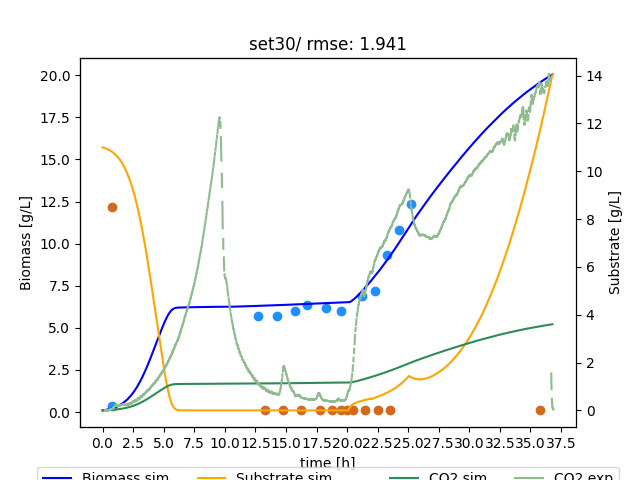 set30/ rmse: 1.941
20.0
17.5
15.0
12.5
10.0
7.5
5.0
2.5
0.0
Biomass [g/L]
14
12
10
8
6
4
2
0
Substrate [g/L]
0.0 2.5 5.0 7.5 10.0 12.5 15.0 17.5 20.0 22.5 25.0 27.5 30.0 32.5 35.0 37.5
time [h]
Biomass sim Substrate sim CO2 sim CO2 exp